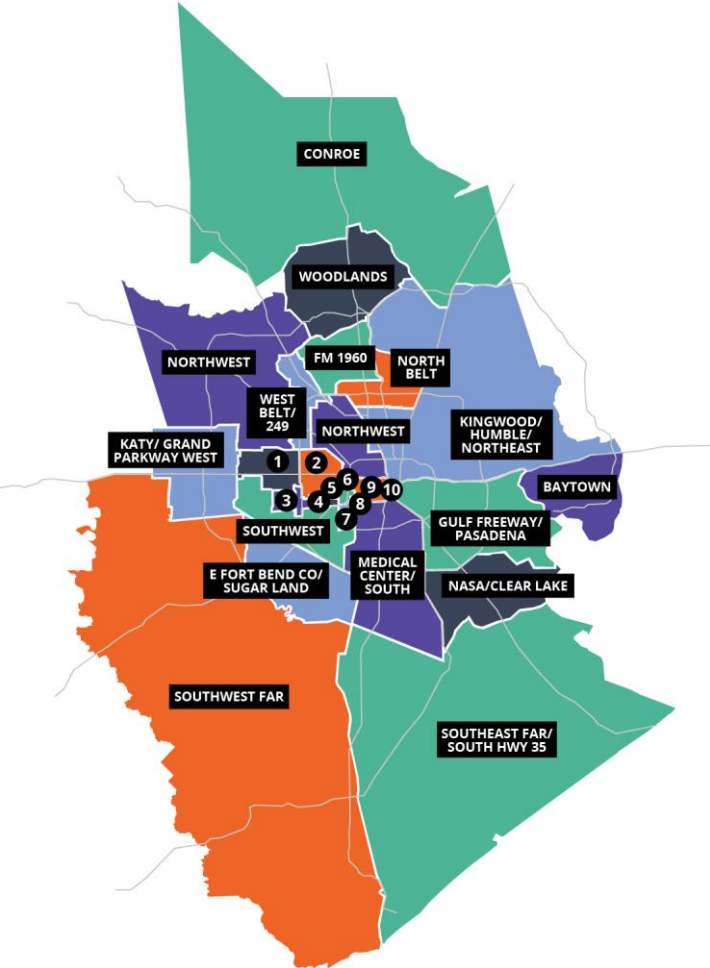 CONROE
WOODLANDS
FM 1960
NORTH
BELT
NORTHWEST
WEST
BELT/
249
NORTHWEST
KINGWOOD/
HUMBLE/
NORTHEAST
KATY/ GRAND
PARKWAY WEST
1
2
3
4
5
6
7
8
9
10
BAYTOWN
SOUTHWEST
GULF FREEWAY/
PASADENA
E FORT BEND CO/
SUGAR LAND
MEDICAL
CENTER/
SOUTH
NASA/CLEAR LAKE
SOUTHWEST FAR
SOUTHEAST FAR/
SOUTH HWY 35